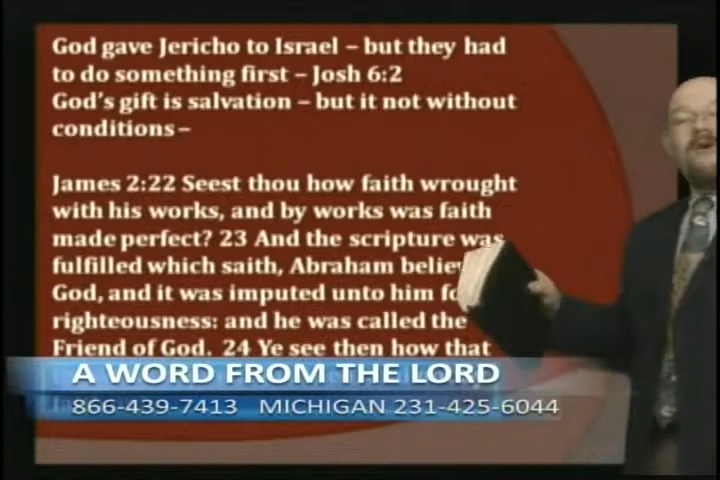 God gave Jericho to Israel – but they had
to do something first – Josh 6:2
God's gift is salvation – but it not without
conditions –
James 2:22 Seest thou how faith wrought
with his works, and by works was faith
made perfect? 23 And the scripture was
fulfilled which saith, Abraham
God, and it was imputed unto him
righteousness: and he was called the
Friend of God. 24 Ye see then how that
A WORD FROM THE LORD
866-439-7413 MICHIGAN 231-425-6044